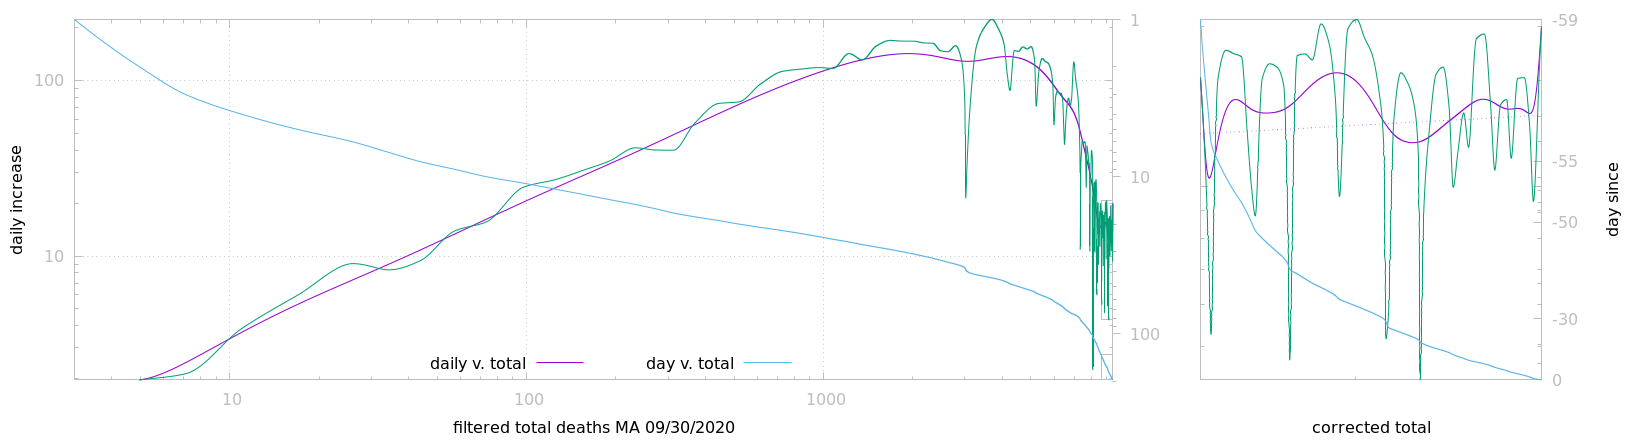 daily increase
100
10
10
100
1000
filtered total deaths MA 09/30/2020
daily v. total
day v. total
1
10
100
corrected total
-59
-55
-50
-30
0
day since